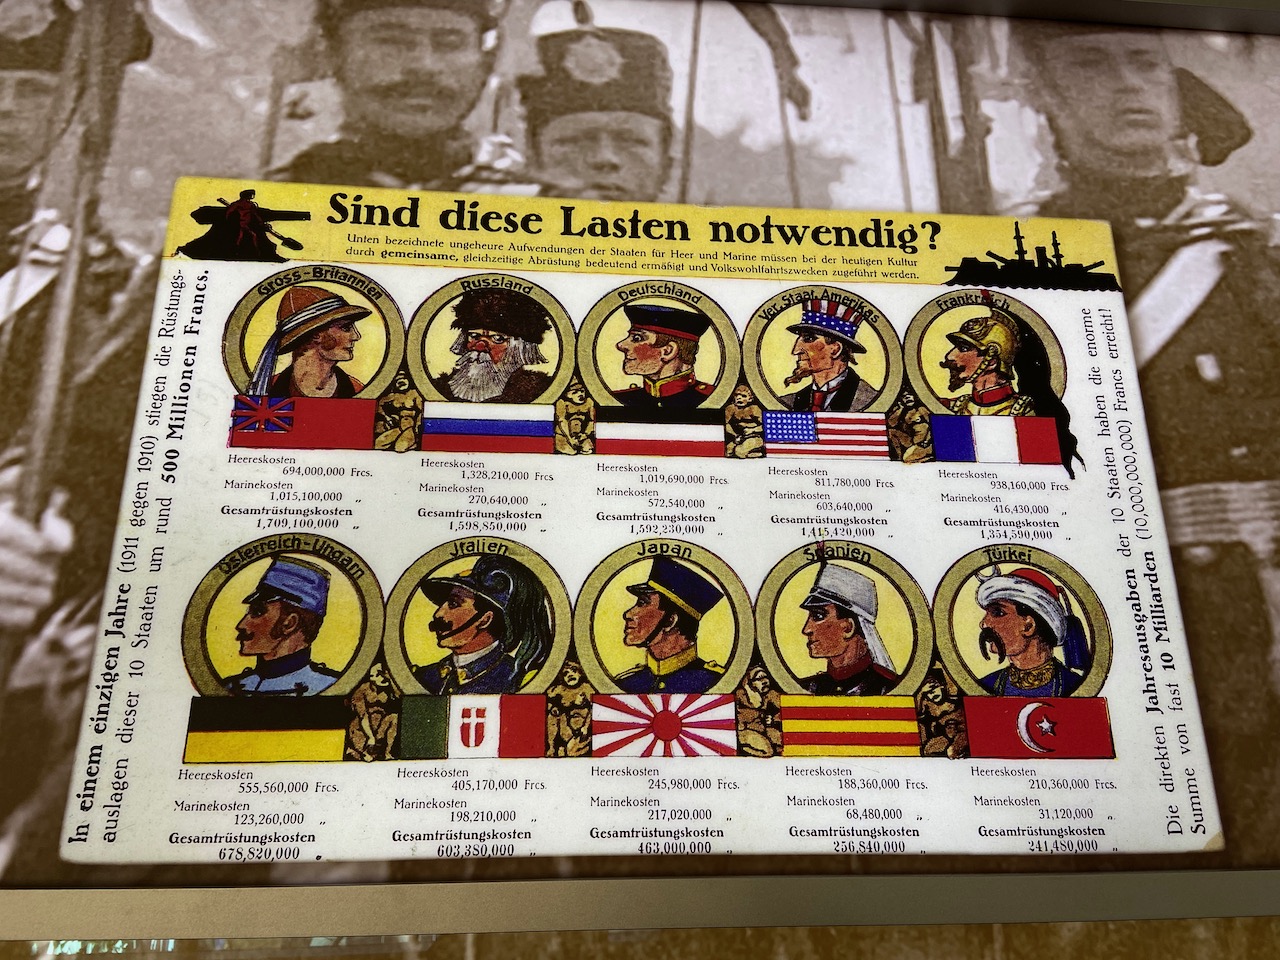 Sind diese Lasten notwendig?
Unten bezeichnete ungeheure Aufwendungen der Staaten für Heer und Marine müssen bei der heutigen Kultur
durch gemeinsame, gleichzeitige Abrüstung bedeutend ermäßigt und Volkswohlfahrtszwecken zugeführt werden.
In einem einzigen Jahre (1911 gegen 1910) stiegen die Rüstungs-
auslagen dieser 10 Staaten um rund 500 Millionen Francs.
Gross-Britannien
Heereskosten
694,000,000 Frcs.
Marinekosten
1,015,100,000 „
Gesamtrüstungskosten
1,709,100,000 „
Russland
Heereskosten
1,328,210,000 Frcs
Marinekosten
270,640,000 „
Gesamtrüstungskosten
1,598,850,000 „
Deutschland
Heereskosten
1,019,690,000 Frcs.
Marinekosten
572,540,000 „
Gesamtrüstungskosten
1,592,230,000 „
Ver. Staat. Amerikas
Heereskosten
811,780,000 Frcs.
Marinekosten
603,640,000 „
Gesamtrüstungskosten
1,415,420,000 „
Frankreich
Heereskosten
938,160,000 Frcs.
Marinekosten
416,430,000 „
Gesamtrüstungskosten
1,354,590,000 „
Österreich-Ungarn
Heereskosten
555,560,000 Frcs.
Marinekosten
123,260,000 „
Gesamtrüstungskosten
678,820,000 „
Italien
Heereskosten
405,170,000 Frcs.
Marinekosten
198,210,000 „
Gesamtrüstungskosten
603,380,000 „
Japan
Heereskosten
245,980,000 Frcs.
Marinekosten
217,020,000 „
Gesamtrüstungskosten
463,000,000 „
Spanien
Heereskosten
188,360,000 Frcs.
Marinekosten
68,480,000 „
Gesamtrüstungskosten
256,840,000 „
Türkei
Heereskosten
210,360,000 Frcs.
Marinekosten
31,120,000 „
Gesamtrüstungskosten
241,480,000 „
Die direkten Jahresausgaben der 10 Staaten haben die enorme
Summe von fast 10 Milliarden (10,000,000,000) Francs erreicht!